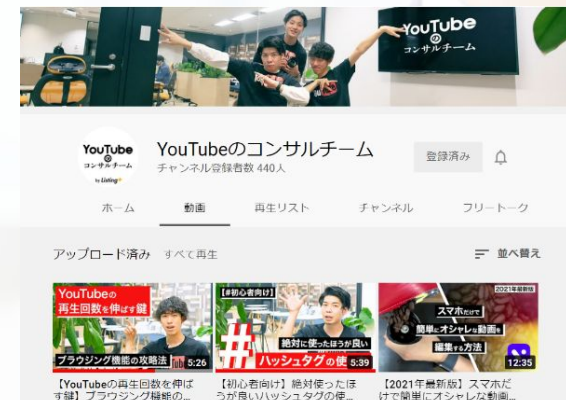 YouTube
の
コンサルチーム
YouTube
の
コンサルチーム
by Listing+
YouTubeのコンサルチーム
チャンネル登録者数 440人
登録済み
ホーム 動画 再生リスト チャンネル フリートーク
アップロード済み すべて再生
並べ替え
YouTubeの
再生回数を伸ばす鍵
ブラウジング機能の攻略法
5:26
【#初心者向け】
絶対に使ったほうが良い
#
ハッシュタグの使
5:39
2021年最新版
スマホだけで
簡単にオシャレな動画を
編集する方法
12:35
【YouTubeの再生回数を伸ば
す鍵】ブラウジング機能の...
【初心者向け】絶対使ったほ
うが良いハッシュタグの使...
【2021年最新版】スマホだ
けで簡単にオシャレな動画...